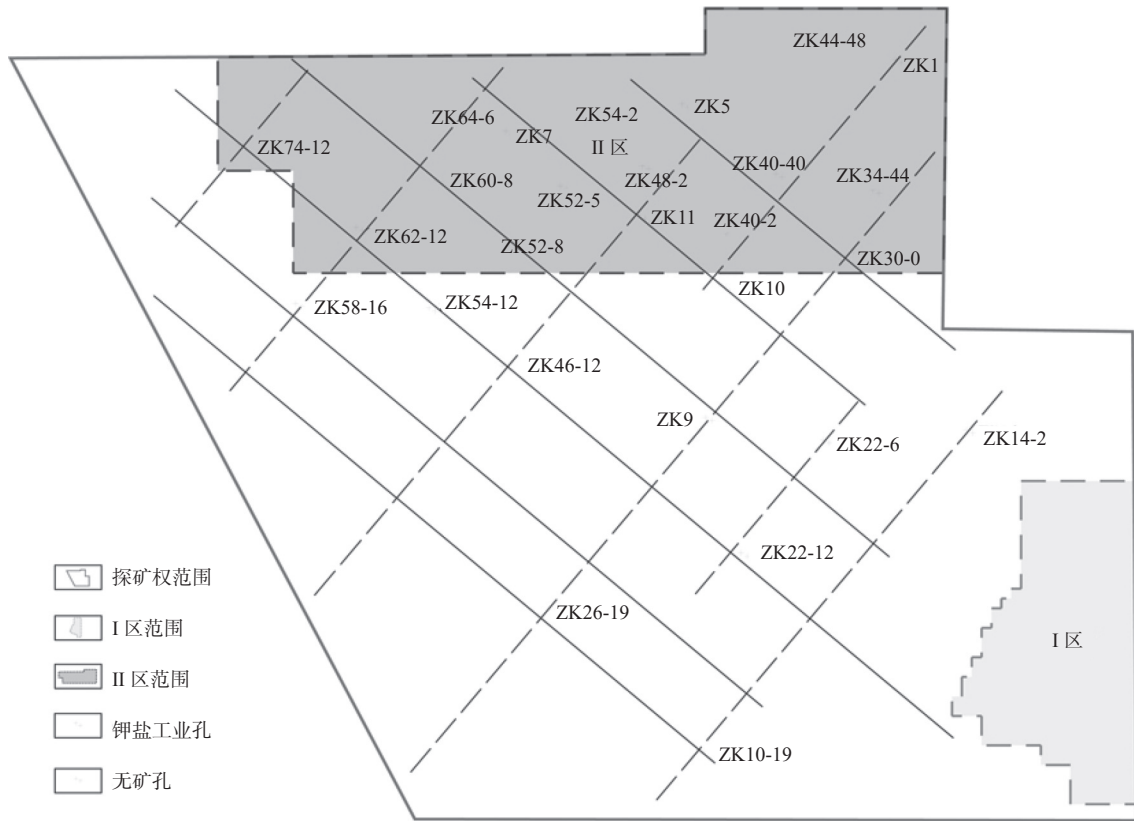 ZK44-48
ZK1
ZK5
ZK54-2
ZK64-6
ZK7
II 区
ZK74-12
ZK40-40
ZK34-44
ZK60-8
ZK48-2
ZK52-5
ZK11
ZK40-2
ZK62-12
ZK52-8
ZK30-0
ZK10
ZK58-16
ZK54-12
ZK46-12
ZK9
ZK22-6
ZK14-2
ZK22-12
ZK26-19
I 区
ZK10-19
探矿权范围
I 区范围
II 区范围
钾盐工业孔
无矿孔